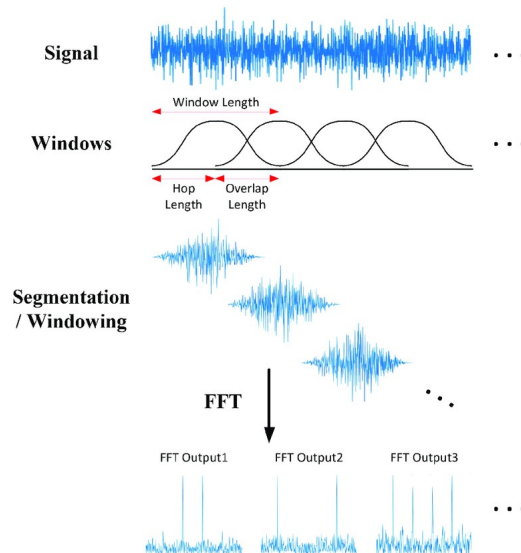 Signal
Window Length
Windows
Hop
Length
Overlap
Length
Segmentation
/ Windowing
FFT
FFT Output1
FFT Output2
FFT Output3